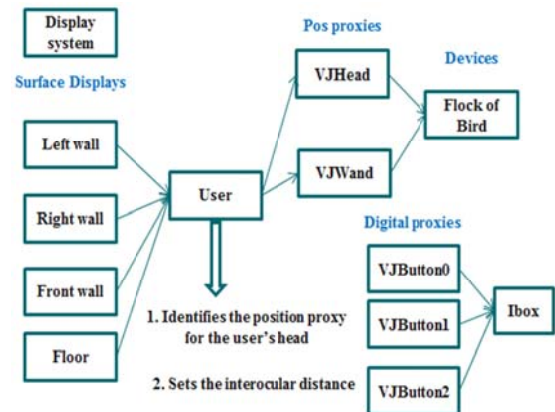 Display
system
Surface Displays
Left wall
Right wall
Front wall
Floor
User
1. Identifies the position proxy
for the user's head
2. Sets the interocular distance
Pos proxies
VJHead
VJWand
Devices
Flock of
Bird
Digital proxies
VJButton0
VJButton1
VJButton2
Ibox